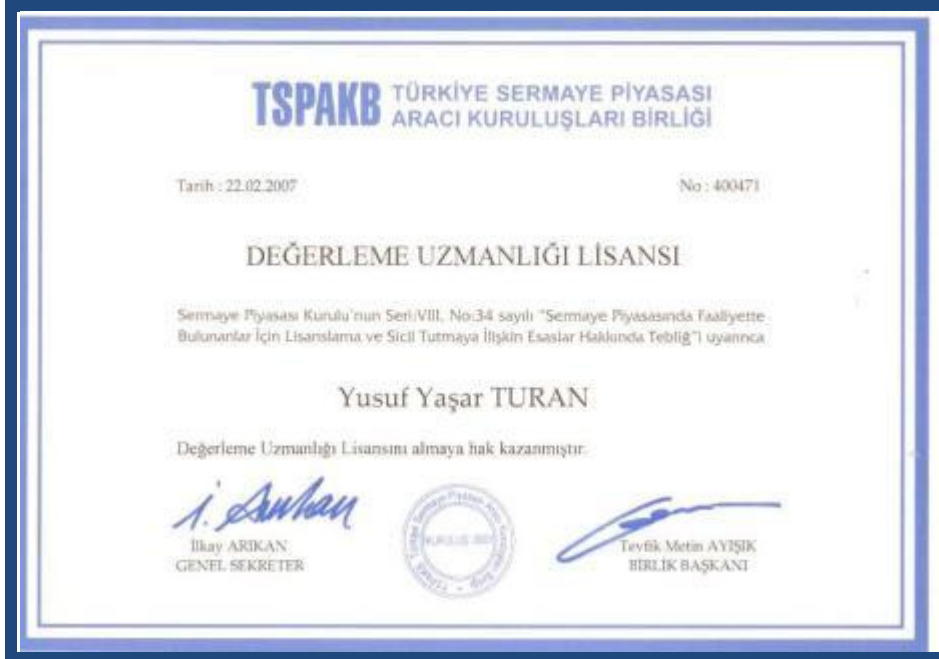 TSPAKB TÜRKİYE SERMAYE PİYASASI
ARACI KURULUŞLARI BİRLİĞİ
Tarih : 22.02.2007 No : 400471
DEĞERLEME UZMANLIĞI LİSANSI
Sermaye Piyasası Kurulu'nun Seri:VIII, No:34 sayılı "Sermaye Piyasasında Faaliyette
Bulunanlar İçin Lisanslama ve Sicil Tutmaya İlişkin Esaslar Hakkında Tebliğ"i uyarınca
Yusuf Yaşar TURAN
Değerleme Uzmanlığı Lisansını almaya hak kazanmıştır.
İlkay ARIKAN
GENEL SEKRETER
Tevfik Metin AYIŞIK
BİRLİK BAŞKANI